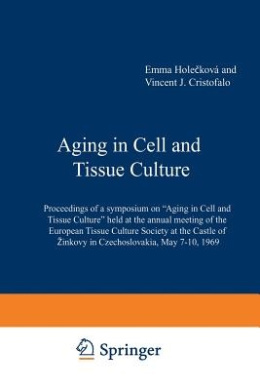 Emma Holečková and
Vincent J. Cristofalo
Aging in Cell and
Tissue Culture
Proceedings of a symposium on “Aging in Cell and
Tissue Culture” held at the annual meeting of the
European Tissue Culture Society at the Castle of
Žinkovy in Czechoslovakia, May 7-10, 1969
Springer